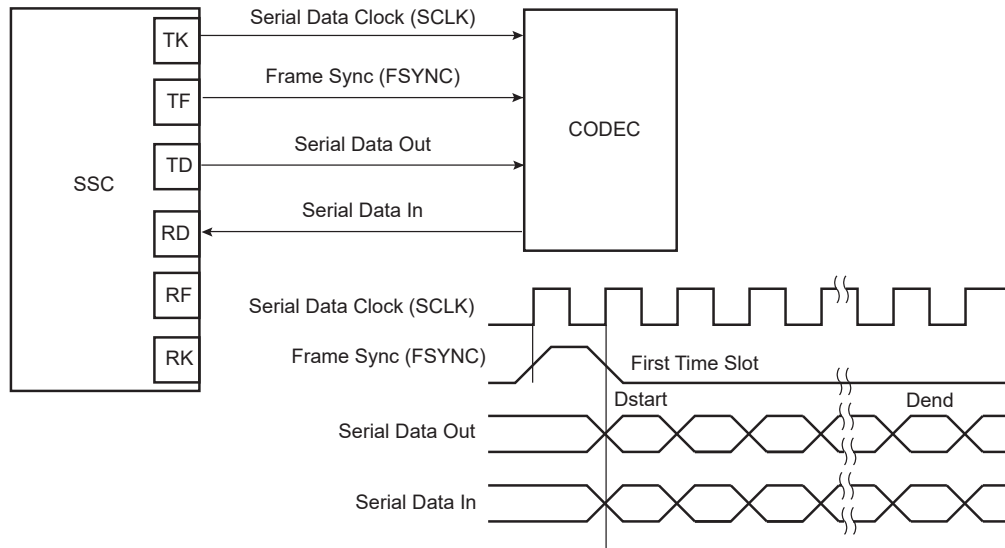 Serial Data Clock (SCLK)
TK
Frame Sync (FSYNC)
TF
CODEC
Serial Data Out
TD
SSC
Serial Data In
RD
RF
Serial Data Clock (SCLK)
RK
Frame Sync (FSYNC)
First Time Slot
Dstart
Dend
Serial Data Out
Serial Data In